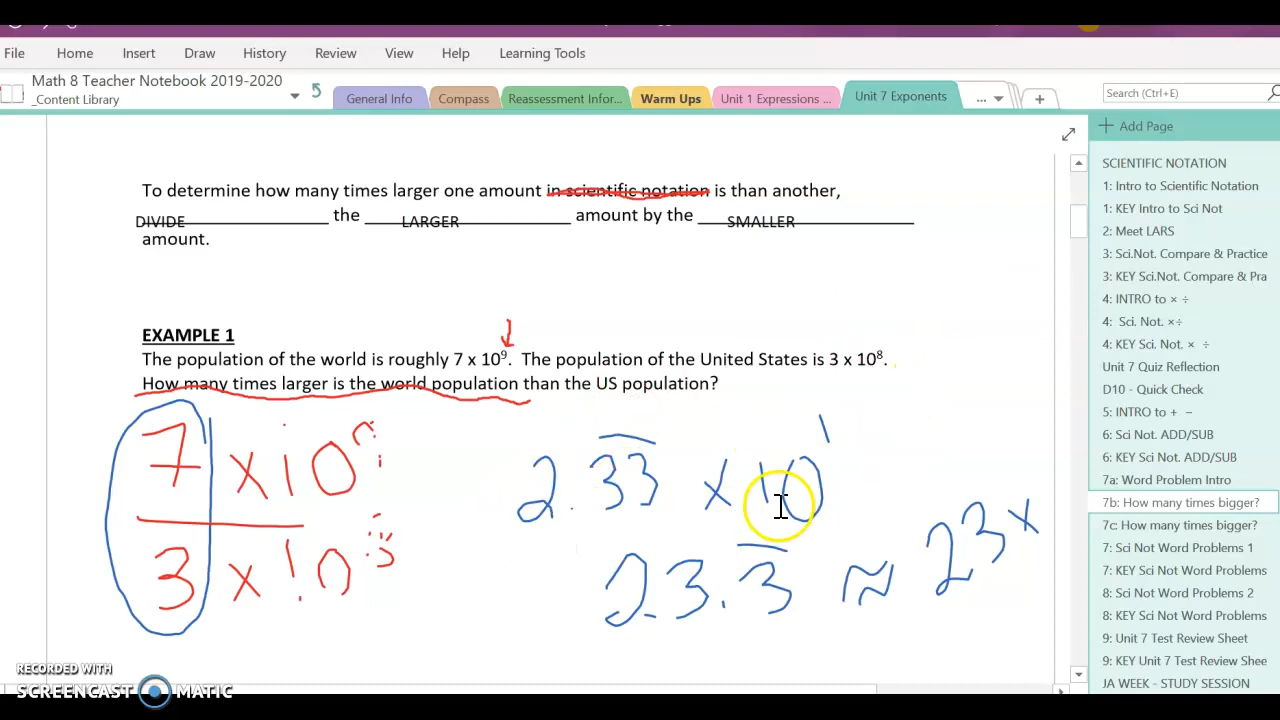 File Home Insert Draw History Review View Help Learning Tools
Math 8 Teacher Notebook 2019-2020
_Content Library
General Info Compass Reassessment Infor... Warm Ups Unit 1 Expressions ... Unit 7 Exponents ... +
Search (Ctrl+E)
To determine how many times larger one amount in scientific notation is than another,
DIVIDE the LARGER amount by the SMALLER
amount.
EXAMPLE 1
The population of the world is roughly 7 x 10⁹. The population of the United States is 3 x 10⁸.
How many times larger is the world population than the US population?
7 x 10
3 x 10
2.33 x 10¹
23.3 ≈ 23x
+ Add Page
SCIENTIFIC NOTATION
1: Intro to Scientific Notation
1: KEY Intro to Sci Not
2: Meet LARS
3: Sci.Not. Compare & Practice
3: KEY Sci.Not. Compare & Pra
4: INTRO to × ÷
4: Sci. Not. ×÷
4: KEY Sci. Not. × ÷
Unit 7 Quiz Reflection
D10 - Quick Check
5: INTRO to + −
6: Sci Not. ADD/SUB
6: KEY Sci Not. ADD/SUB
7a: Word Problem Intro
7b: How many times bigger?
7c: How many times bigger?
7: Sci Not Word Problems 1
7: KEY Sci Not Word Problems
8: Sci Not Word Problems 2
8: KEY Sci Not Word Problems
9: Unit 7 Test Review Sheet
9: KEY Unit 7 Test Review Shee
JA WEEK - STUDY SESSION
RECORDED WITH
SCREENCAST MATIC